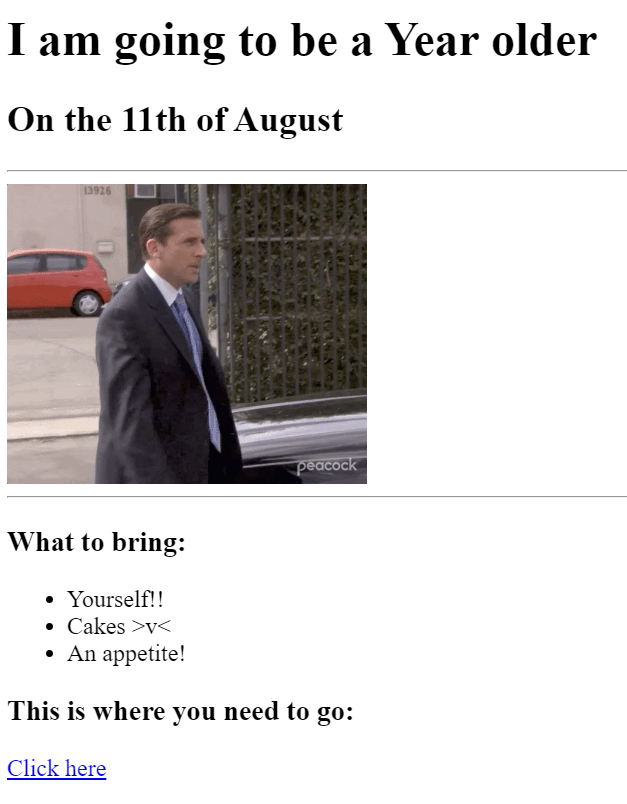 I am going to be a Year older
On the 11th of August
13926
peacock
What to bring:
Yourself!!
Cakes >v<
An appetite!
This is where you need to go:
Click here